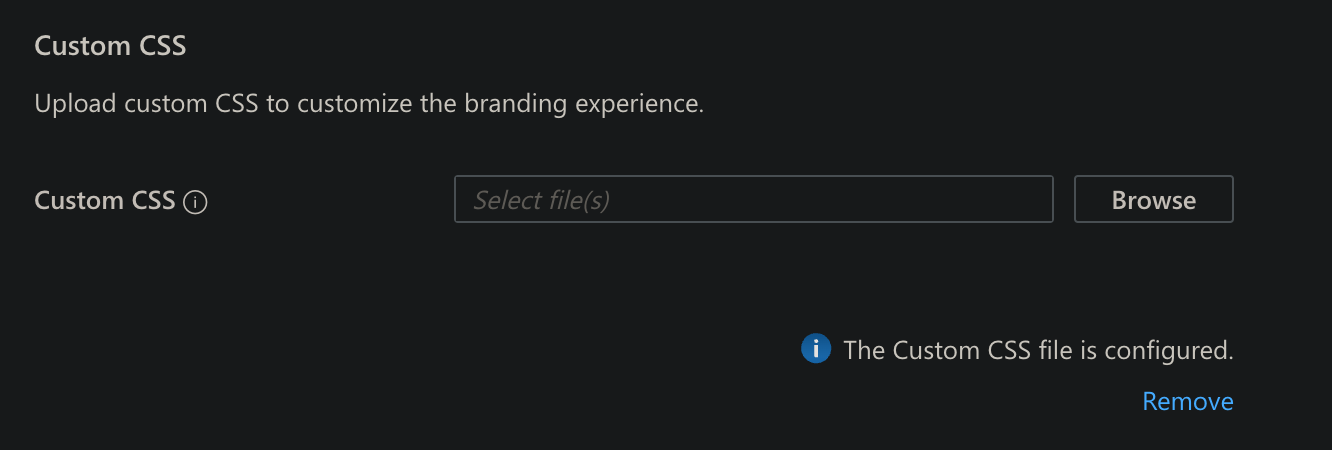 Custom CSS
Upload custom CSS to customize the branding experience.
Custom CSS
Select file(s)
Browse
The Custom CSS file is configured.
Remove